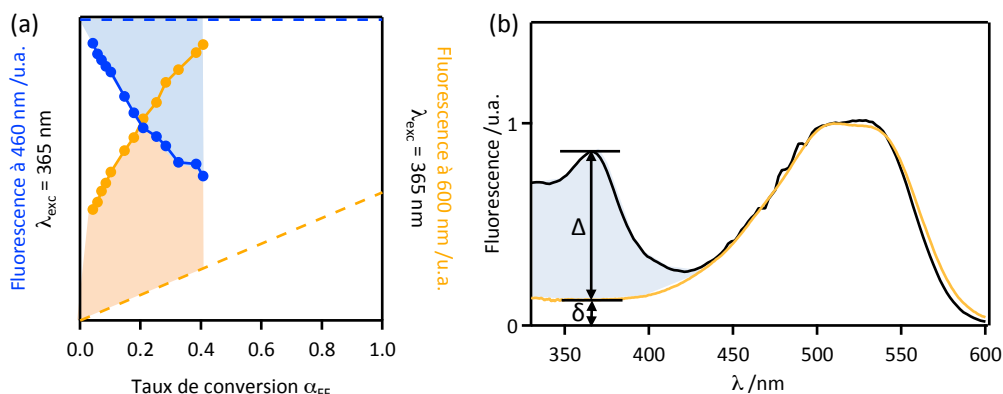 (a)
Fluorescence à 460 nm /u.a.
λexc = 365 nm
0.0 0.2 0.4 0.6 0.8 1.0
Taux de conversion αFF
λexc = 365 nm
Fluorescence à 600 nm /u.a.
(b)
Fluorescence /u.a.
1
0
Δ
δ
350 400 450 500 550 600
λ /nm